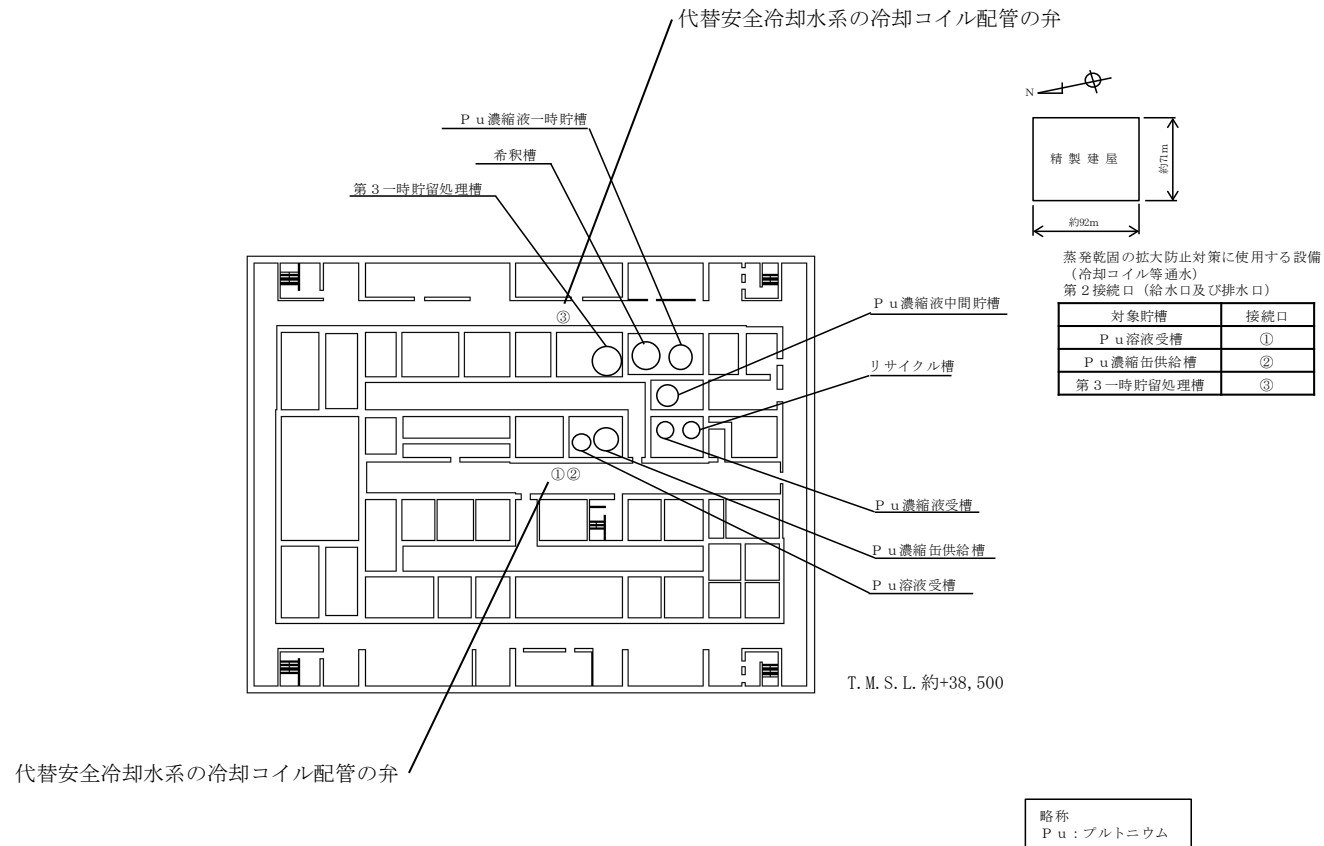 代替安全冷却水系の冷却コイル配管の弁
Ｐｕ濃縮液一時貯槽
希釈槽
第３一時貯留処理槽
N
精製建屋
約71m
約92m
蒸発乾固の拡大防止対策に使用する設備
（冷却コイル等通水）
第２接続口（給水口及び排水口）
対象貯槽 接続口
Ｐｕ溶液受槽 ①
Ｐｕ濃縮缶供給槽 ②
第３一時貯留処理槽 ③
③
Ｐｕ濃縮液中間貯槽
リサイクル槽
①②
Ｐｕ濃縮液受槽
Ｐｕ濃縮缶供給槽
Ｐｕ溶液受槽
T.M.S.L.約+38,500
代替安全冷却水系の冷却コイル配管の弁
略称
Ｐｕ：プルトニウム